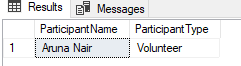 Results Messages
ParticipantName ParticipantType
1 Aruna Nair Volunteer